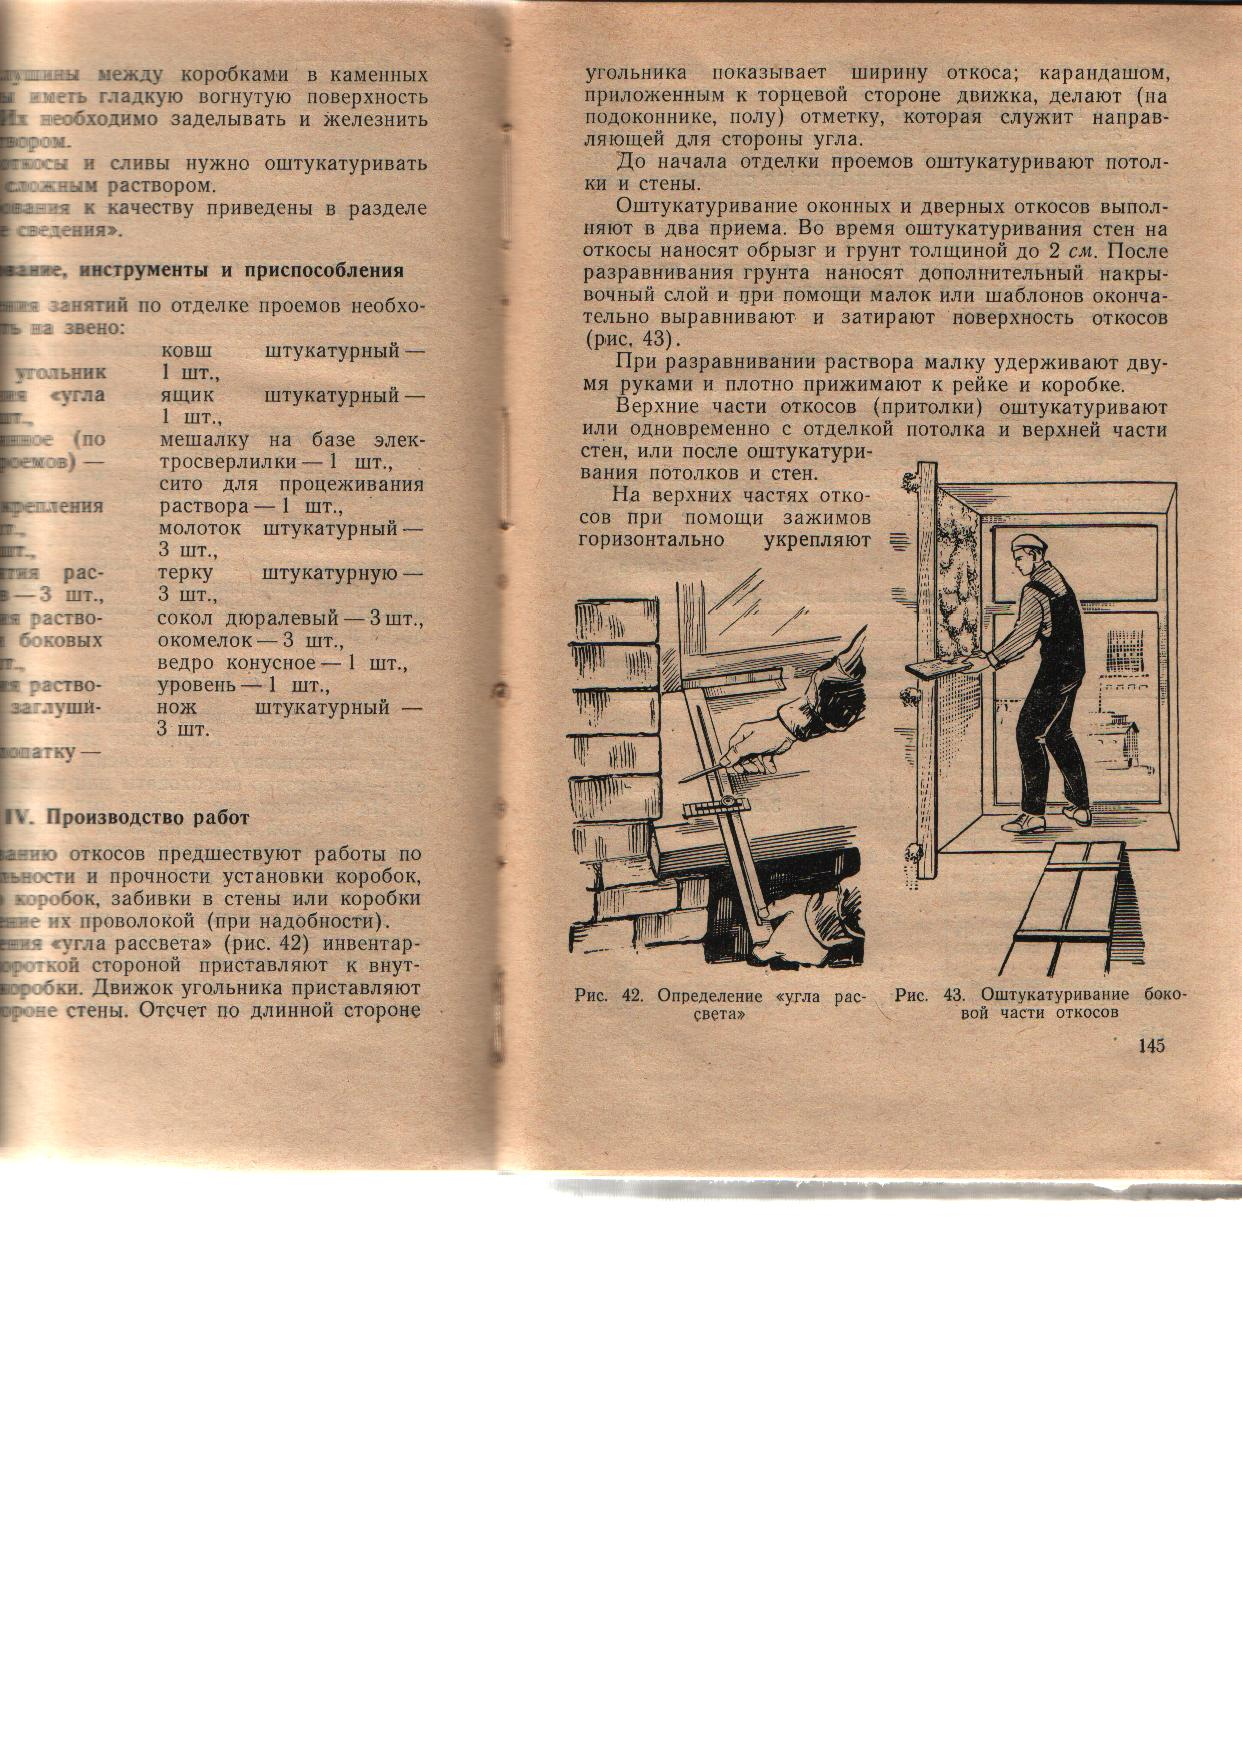 между коробками в каменных
иметь гладкую вогнутую поверхность
Их необходимо заделывать и железнить
откосы и сливы нужно оштукатуривать
сложным раствором.
к качеству приведены в разделе
сведения».
инструменты и приспособления
занятий по отделке проемов необхо-
на звено:
угольник
«угла
(по
рас-
— 3 шт.,
раство-
боковых
раство-
заглуши-
ковш штукатурный —
1 шт.,
ящик штукатурный —
1 шт.,
мешалку на базе элек-
тросверлилки — 1 шт.,
сито для процеживания
раствора — 1 шт.,
молоток штукатурный —
3 шт.,
терку штукатурную —
3 шт.,
сокол дюралевый — 3 шт.,
окомелок — 3 шт.,
ведро конусное — 1 шт.,
уровень — 1 шт.,
нож штукатурный —
3 шт.
IV. Производство работ
откосов предшествуют работы по
и прочности установки коробок,
коробок, забивки в стены или коробки
их проволокой (при надобности).
«угла рассвета» (рис. 42) инвентар-
стороной приставляют к внут-
коробки. Движок угольника приставляют
стены. Отсчет по длинной стороне
угольника показывает ширину откоса; карандашом,
приложенным к торцевой стороне движка, делают (на
подоконнике, полу) отметку, которая служит направ-
ляющей для стороны угла.
До начала отделки проемов оштукатуривают потол-
ки и стены.
Оштукатуривание оконных и дверных откосов выпол-
няют в два приема. Во время оштукатуривания стен на
откосы наносят обрызг и грунт толщиной до 2 см. После
разравнивания грунта наносят дополнительный накры-
вочный слой и при помощи малок или шаблонов оконча-
тельно выравнивают и затирают поверхность откосов
(рис. 43).
При разравнивании раствора малку удерживают дву-
мя руками и плотно прижимают к рейке и коробке.
Верхние части откосов (притолки) оштукатуривают
или одновременно с отделкой потолка и верхней части
стен, или после оштукатури-
вания потолков и стен.
На верхних частях отко-
сов при помощи зажимов
горизонтально укрепляют
Рис. 42. Определение «угла рас-
света»
Рис. 43. Оштукатуривание боко-
вой части откосов
145